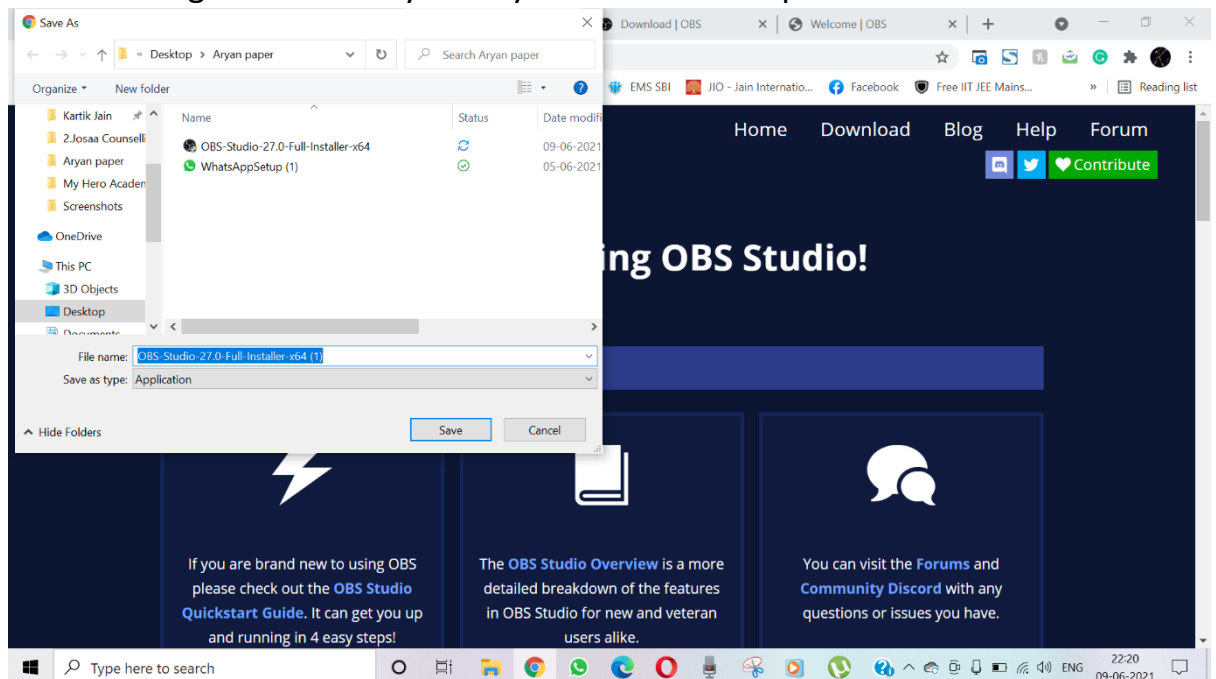 Save As
Download | OBS
Welcome | OBS
« Desktop > Aryan paper
Search Aryan paper
EMS SBI
JIO - Jain Internatio...
Facebook
Free IIT JEE Mains...
»
Reading list
Organize
New folder
Kartik Jain
2.Josaa Counselli
Aryan paper
My Hero Academ
Screenshots
OneDrive
This PC
3D Objects
Desktop
Documents
Name
Status
Date modifi
OBS-Studio-27.0-Full-Installer-x64
09-06-2021
WhatsAppSetup (1)
05-06-2021
File name: OBS-Studio-27.0-Full-Installer-x64 (1)
Save as type: Application
Hide Folders
Save
Cancel
Home
Download
Blog
Help
Forum
Contribute
ing OBS Studio!
If you are brand new to using OBS
please check out the OBS Studio
Quickstart Guide. It can get you up
and running in 4 easy steps!
The OBS Studio Overview is a more
detailed breakdown of the features
in OBS Studio for new and veteran
users alike.
You can visit the Forums and
Community Discord with any
questions or issues you have.
Type here to search
ENG
22:20
09-06-2021